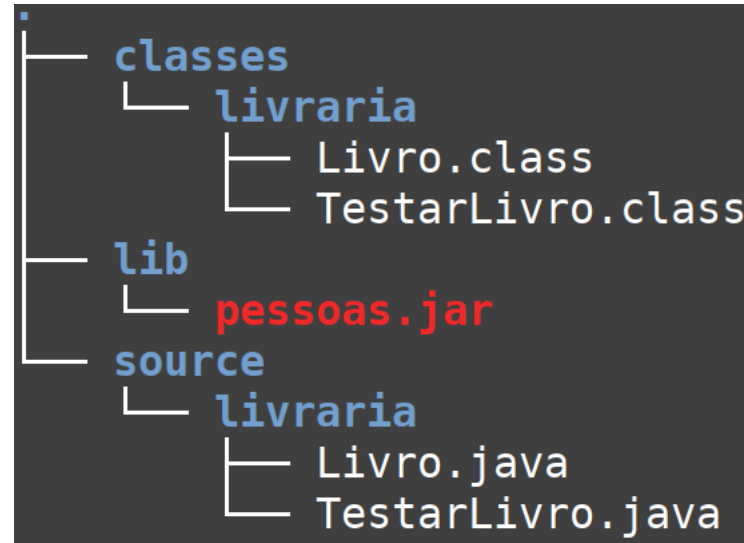 .
classes
livraria
Livro.class
TestarLivro.class
lib
pessoas.jar
source
livraria
Livro.java
TestarLivro.java